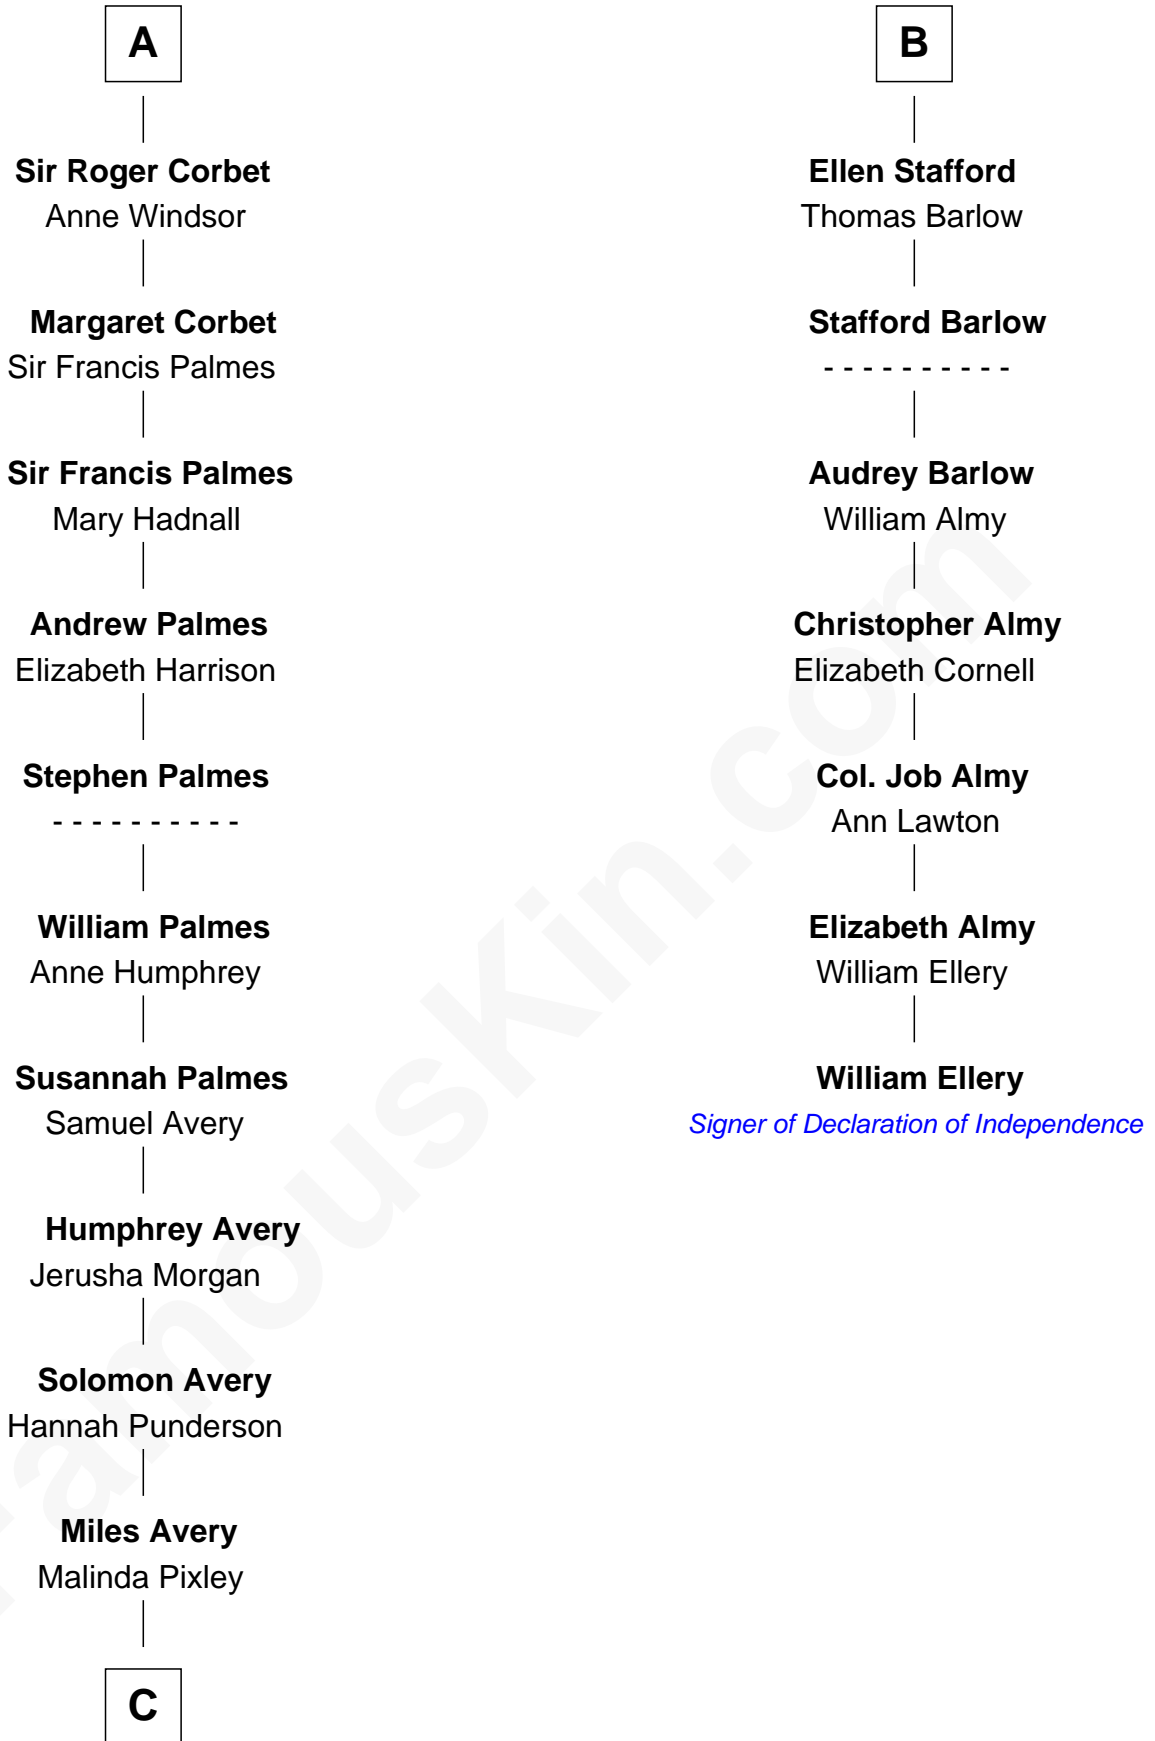 A
Sir Roger Corbet
Anne Windsor
Margaret Corbet
Sir Francis Palmes
Sir Francis Palmes
Mary Hadnall
Andrew Palmes
Elizabeth Harrison
Stephen Palmes
- - - - - - - - - -
William Palmes
Anne Humphrey
Susannah Palmes
Samuel Avery
Humphrey Avery
Jerusha Morgan
Solomon Avery
Hannah Punderson
Miles Avery
Malinda Pixley
C
B
Ellen Stafford
Thomas Barlow
Stafford Barlow
- - - - - - - - - -
Audrey Barlow
William Almy
Christopher Almy
Elizabeth Cornell
Col. Job Almy
Ann Lawton
Elizabeth Almy
William Ellery
William Ellery
Signer of Declaration of Independence
FamousKin.com